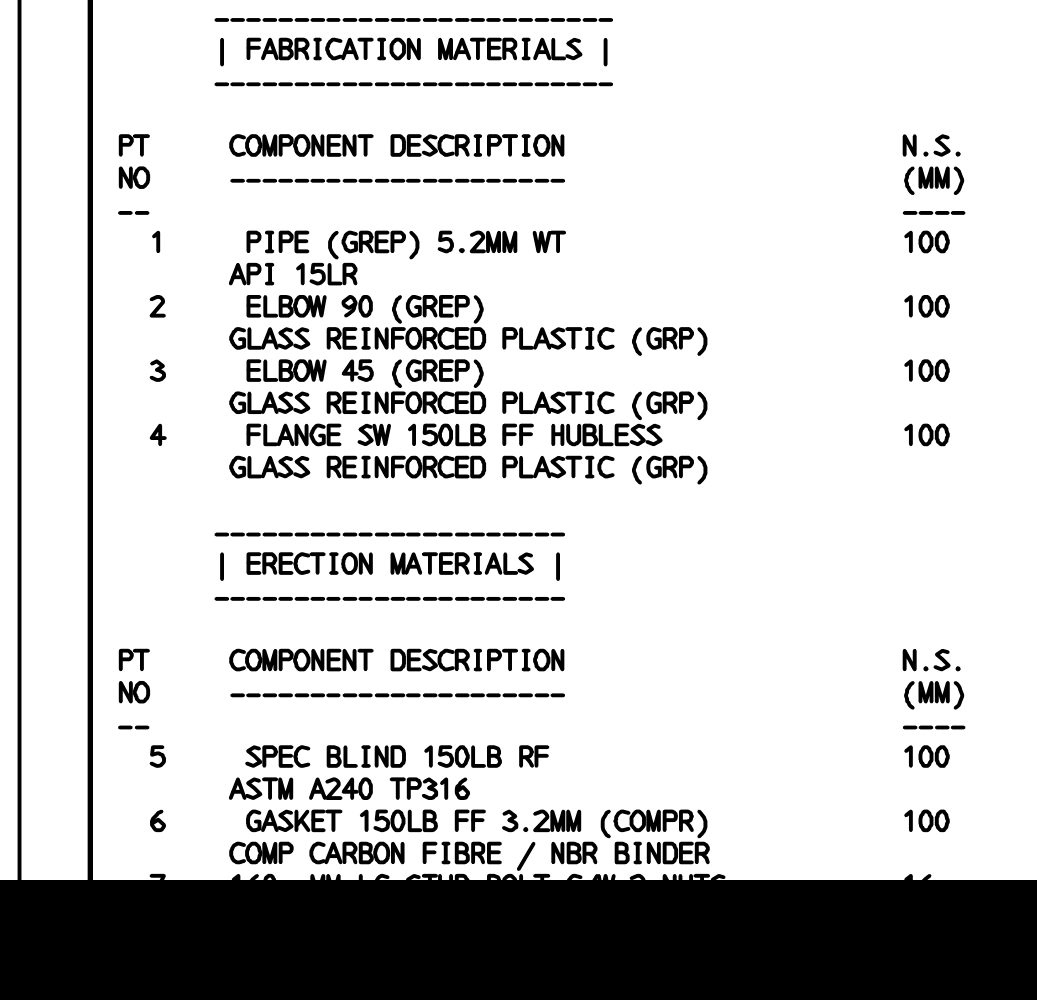 --------------------------
| FABRICATION MATERIALS |
--------------------------
PT COMPONENT DESCRIPTION N.S.
NO --------------------- (MM)
-- ----
1 PIPE (GREP) 5.2MM WT 100
API 15LR
2 ELBOW 90 (GREP) 100
GLASS REINFORCED PLASTIC (GRP)
3 ELBOW 45 (GREP) 100
GLASS REINFORCED PLASTIC (GRP)
4 FLANGE SW 150LB FF HUBLESS 100
GLASS REINFORCED PLASTIC (GRP)
----------------------
| ERECTION MATERIALS |
----------------------
PT COMPONENT DESCRIPTION N.S.
NO --------------------- (MM)
-- ----
5 SPEC BLIND 150LB RF 100
ASTM A240 TP316
6 GASKET 150LB FF 3.2MM (COMPR) 100
COMP CARBON FIBRE / NBR BINDER